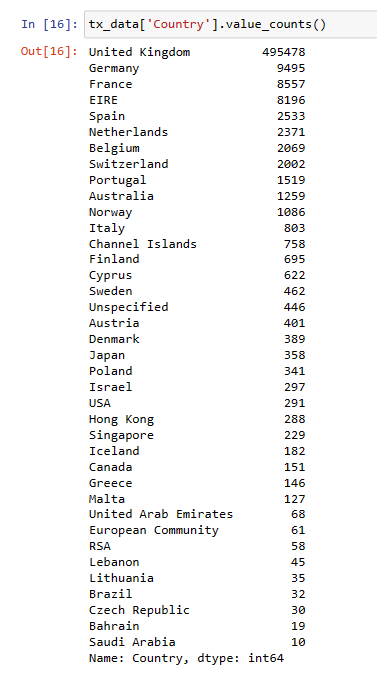 In [16]: tx_data['Country'].value_counts()
Out[16]: United Kingdom 495478
Germany 9495
France 8557
EIRE 8196
Spain 2533
Netherlands 2371
Belgium 2069
Switzerland 2002
Portugal 1519
Australia 1259
Norway 1086
Italy 803
Channel Islands 758
Finland 695
Cyprus 622
Sweden 462
Unspecified 446
Austria 401
Denmark 389
Japan 358
Poland 341
Israel 297
USA 291
Hong Kong 288
Singapore 229
Iceland 182
Canada 151
Greece 146
Malta 127
United Arab Emirates 68
European Community 61
RSA 58
Lebanon 45
Lithuania 35
Brazil 32
Czech Republic 30
Bahrain 19
Saudi Arabia 10
Name: Country, dtype: int64